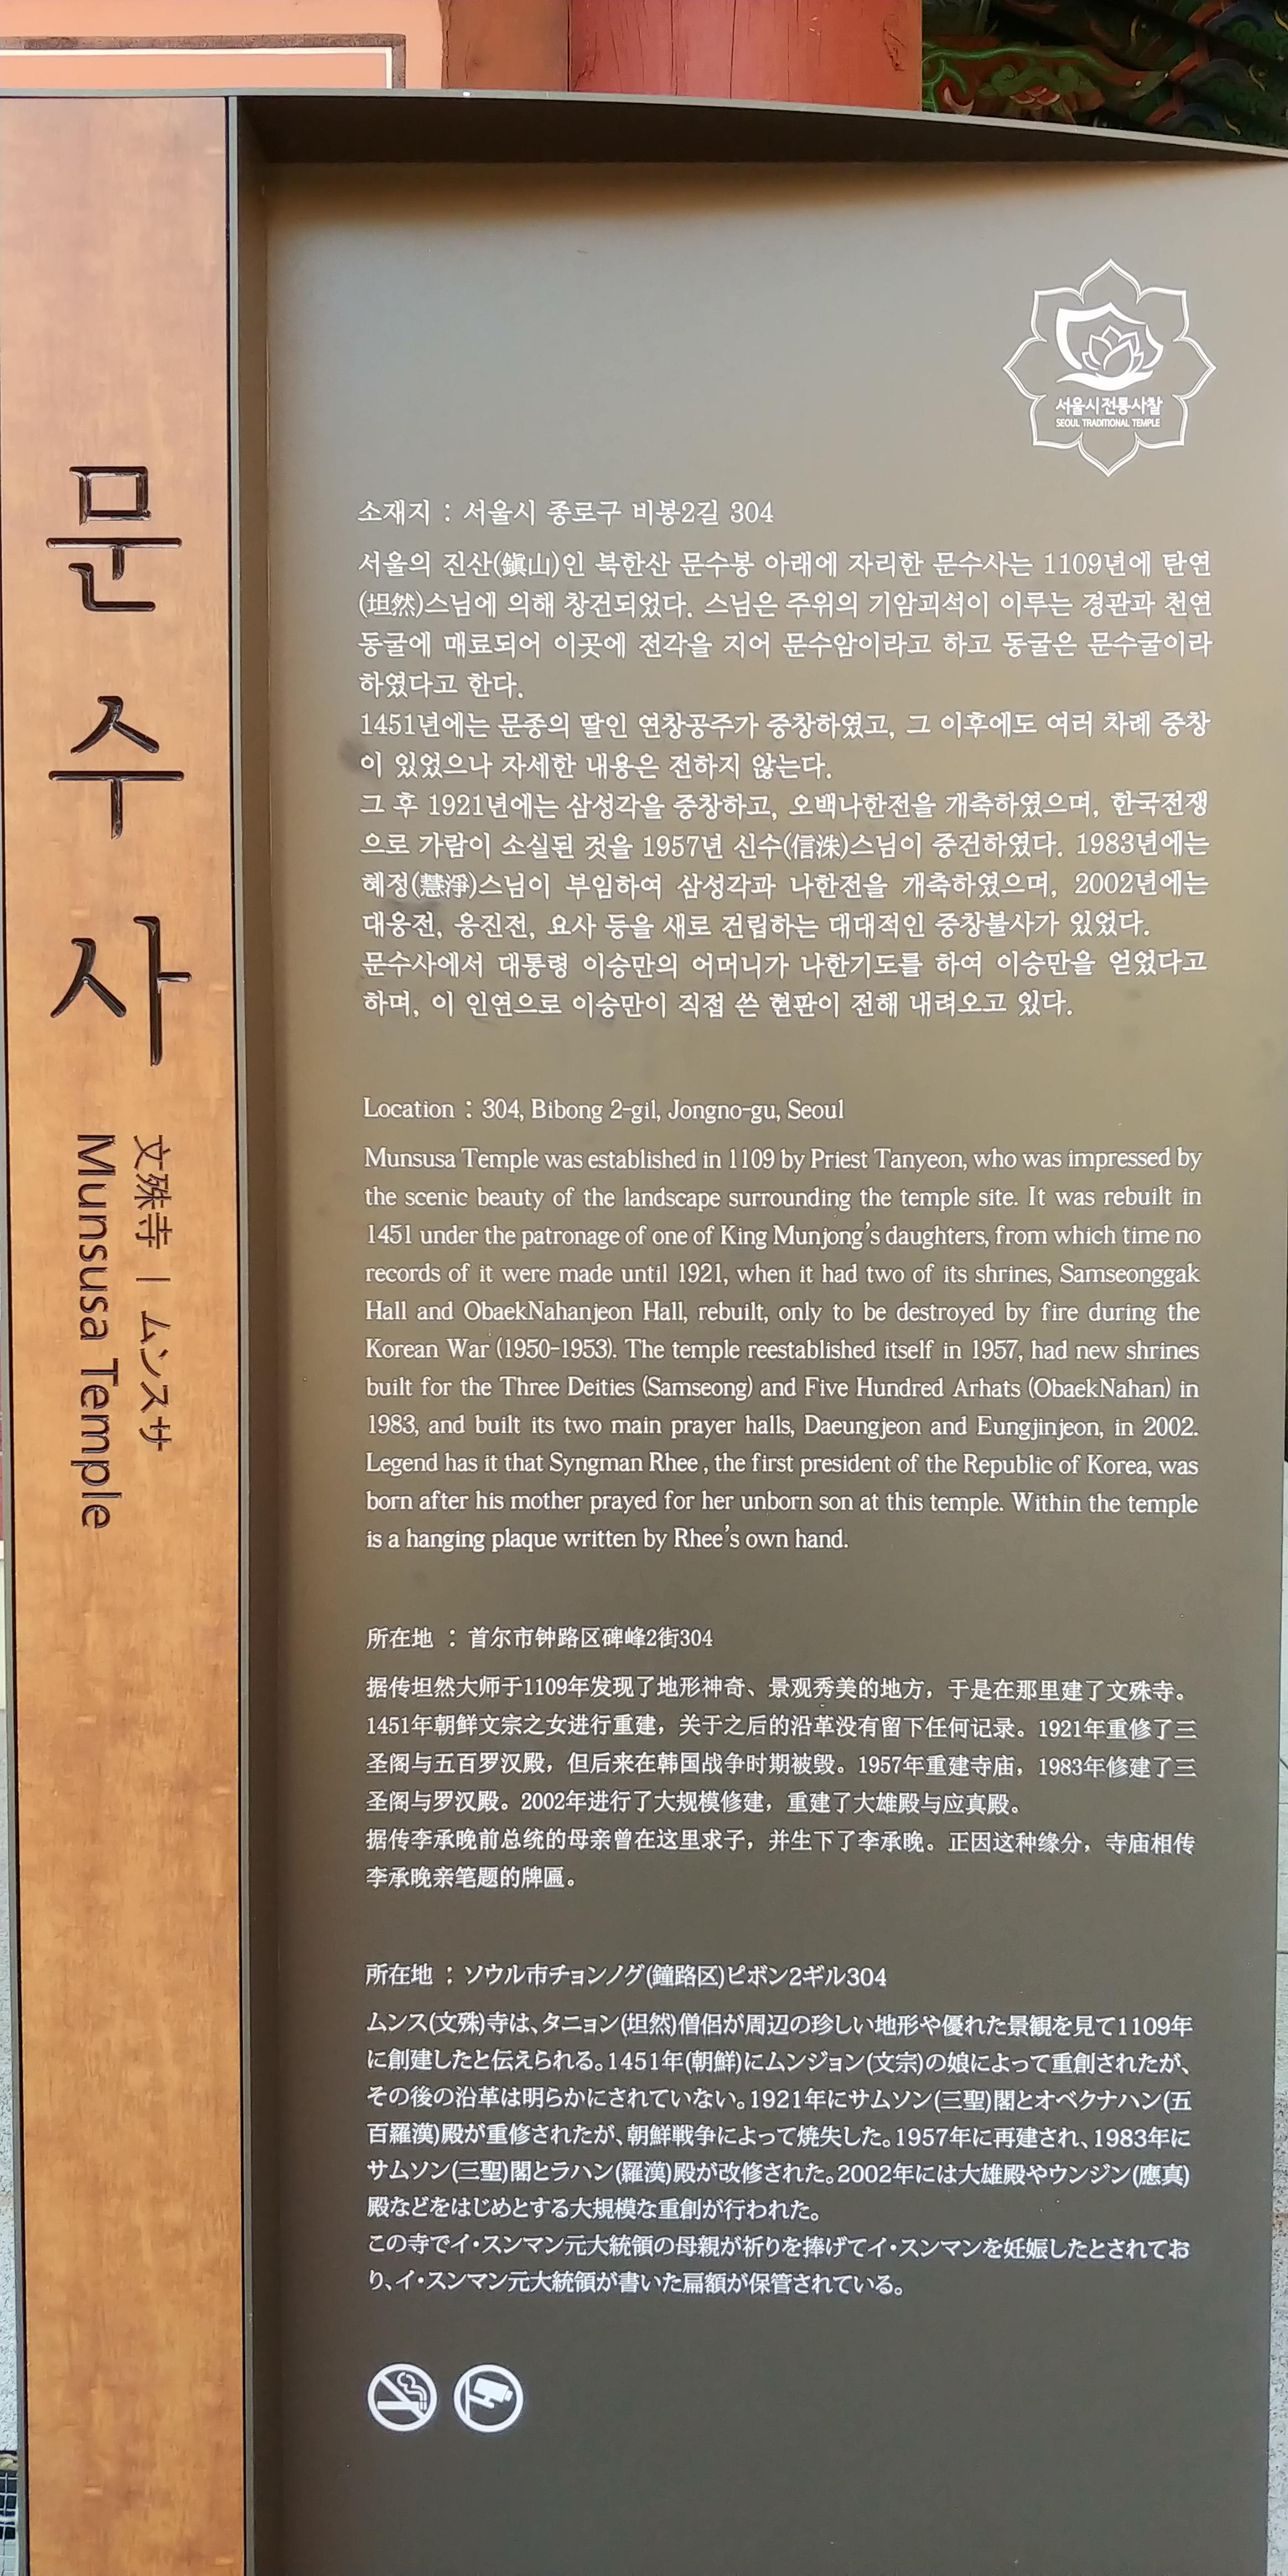 문수사
文殊寺 | ムンスサ
Munsusa Temple
서울시전통사찰
SEOUL TRADITIONAL TEMPLE
소재지 : 서울시 종로구 비봉2길 304
서울의 진산(鎭山)인 북한산 문수봉 아래에 자리한 문수사는 1109년에 탄연
(坦然)스님에 의해 창건되었다. 스님은 주위의 기암괴석이 이루는 경관과 천연
동굴에 매료되어 이곳에 전각을 지어 문수암이라고 하고 동굴은 문수굴이라
하였다고 한다.
1451년에는 문종의 딸인 연창공주가 중창하였고, 그 이후에도 여러 차례 중창
이 있었으나 자세한 내용은 전하지 않는다.
그 후 1921년에는 삼성각을 중창하고, 오백나한전을 개축하였으며, 한국전쟁
으로 가람이 소실된 것을 1957년 신수(信洙)스님이 중건하였다. 1983년에는
혜정(慧淨)스님이 부임하여 삼성각과 나한전을 개축하였으며, 2002년에는
대웅전, 응진전, 요사 등을 새로 건립하는 대대적인 중창불사가 있었다.
문수사에서 대통령 이승만의 어머니가 나한기도를 하여 이승만을 얻었다고
하며, 이 인연으로 이승만이 직접 쓴 현판이 전해 내려오고 있다.
Location : 304, Bibong 2-gil, Jongno-gu, Seoul
Munsusa Temple was established in 1109 by Priest Tanyeon, who was impressed by
the scenic beauty of the landscape surrounding the temple site. It was rebuilt in
1451 under the patronage of one of King Munjong's daughters, from which time no
records of it were made until 1921, when it had two of its shrines, Samseonggak
Hall and ObaekNahanjeon Hall, rebuilt, only to be destroyed by fire during the
Korean War (1950-1953). The temple reestablished itself in 1957, had new shrines
built for the Three Deities (Samseong) and Five Hundred Arhats (ObaekNahan) in
1983, and built its two main prayer halls, Daeungjeon and Eungjinjeon, in 2002.
Legend has it that Syngman Rhee , the first president of the Republic of Korea, was
born after his mother prayed for her unborn son at this temple. Within the temple
is a hanging plaque written by Rhee's own hand.
所在地 : 首尔市钟路区碑峰2街304
据传坦然大师于1109年发现了地形神奇、景观秀美的地方，于是在那里建了文殊寺。
1451年朝鲜文宗之女进行重建，关于之后的沿革没有留下任何记录。1921年重修了三
圣阁与五百罗汉殿，但后来在韩国战争时期被毁。1957年重建寺庙，1983年修建了三
圣阁与罗汉殿。2002年进行了大规模修建，重建了大雄殿与应真殿。
据传李承晚前总统的母亲曾在这里求子，并生下了李承晚。正因这种缘分，寺庙相传
李承晚亲笔题的牌匾。
所在地 : ソウル市チョンノグ(鐘路区)ピボン2ギル304
ムンス(文殊)寺は、タニョン(坦然)僧侶が周辺の珍しい地形や優れた景観を見て1109年
に創建したと伝えられる。1451年(朝鮮)にムンジョン(文宗)の娘によって重創されたが、
その後の沿革は明らかにされていない。1921年にサムソン(三聖)閣とオベクナハン(五
百羅漢)殿が重修されたが、朝鮮戦争によって焼失した。1957年に再建され、1983年に
サムソン(三聖)閣とラハン(羅漢)殿が改修された。2002年には大雄殿やウンジン(應真)
殿などをはじめとする大規模な重創が行われた。
この寺でイ・スンマン元大統領の母親が祈りを捧げてイ・スンマンを妊娠したとされてお
り、イ・スンマン元大統領が書いた扁額が保管されている。